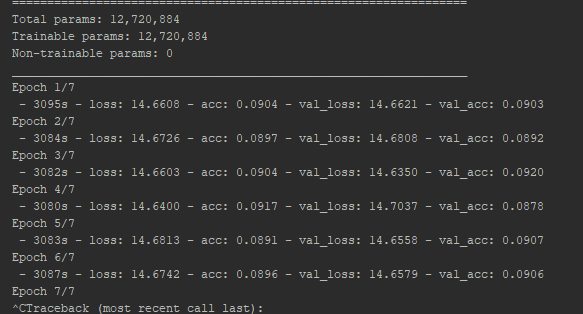 =================================================================
Total params: 12,720,884
Trainable params: 12,720,884
Non-trainable params: 0
_________________________________________________________________
Epoch 1/7
 - 3095s - loss: 14.6608 - acc: 0.0904 - val_loss: 14.6621 - val_acc: 0.0903
Epoch 2/7
 - 3084s - loss: 14.6726 - acc: 0.0897 - val_loss: 14.6808 - val_acc: 0.0892
Epoch 3/7
 - 3082s - loss: 14.6603 - acc: 0.0904 - val_loss: 14.6350 - val_acc: 0.0920
Epoch 4/7
 - 3080s - loss: 14.6400 - acc: 0.0917 - val_loss: 14.7037 - val_acc: 0.0878
Epoch 5/7
 - 3083s - loss: 14.6813 - acc: 0.0891 - val_loss: 14.6558 - val_acc: 0.0907
Epoch 6/7
 - 3087s - loss: 14.6742 - acc: 0.0896 - val_loss: 14.6579 - val_acc: 0.0906
Epoch 7/7
^CTraceback (most recent call last):